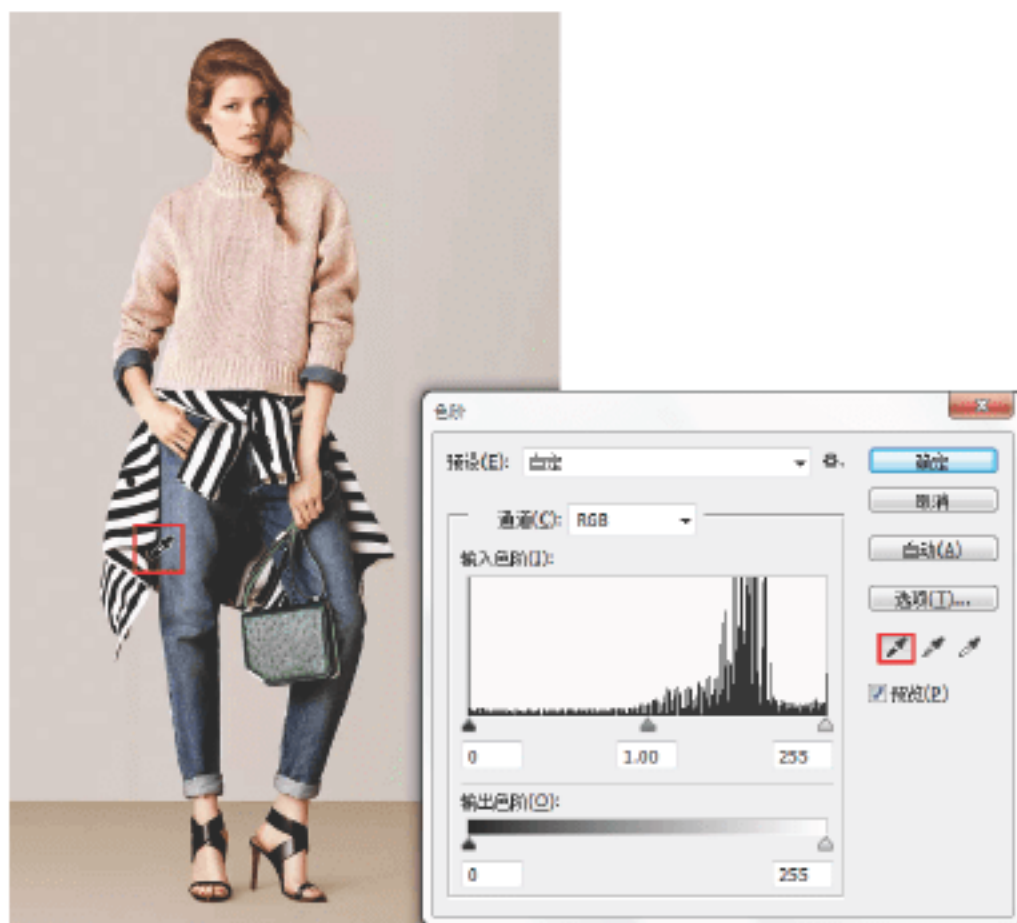 色阶
预设(E): 自定
确定
取消
通道(C): RGB
自动(A)
输入色阶(I):
选项(T)...
预览(P)
0 1.00 255
输出色阶(O):
0 255